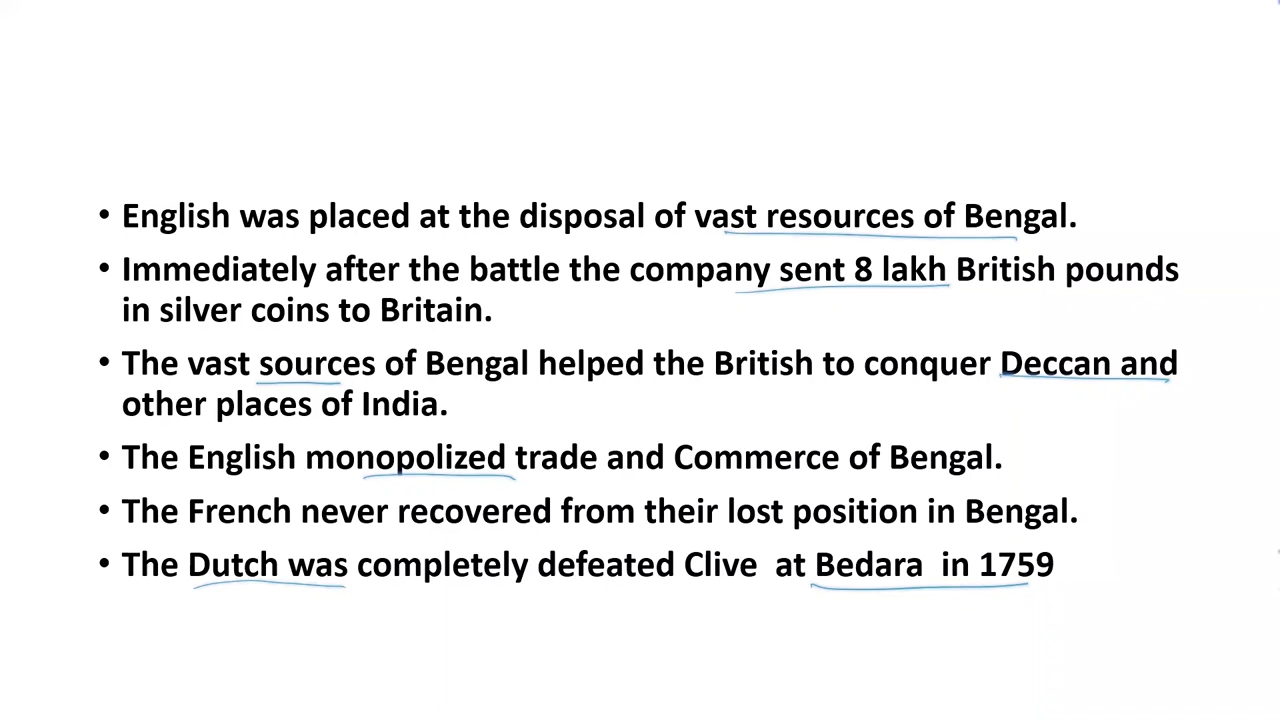 • English was placed at the disposal of vast resources of Bengal.
• Immediately after the battle the company sent 8 lakh British pounds
in silver coins to Britain.
• The vast sources of Bengal helped the British to conquer Deccan and
other places of India.
• The English monopolized trade and Commerce of Bengal.
• The French never recovered from their lost position in Bengal.
• The Dutch was completely defeated Clive  at Bedara  in 1759